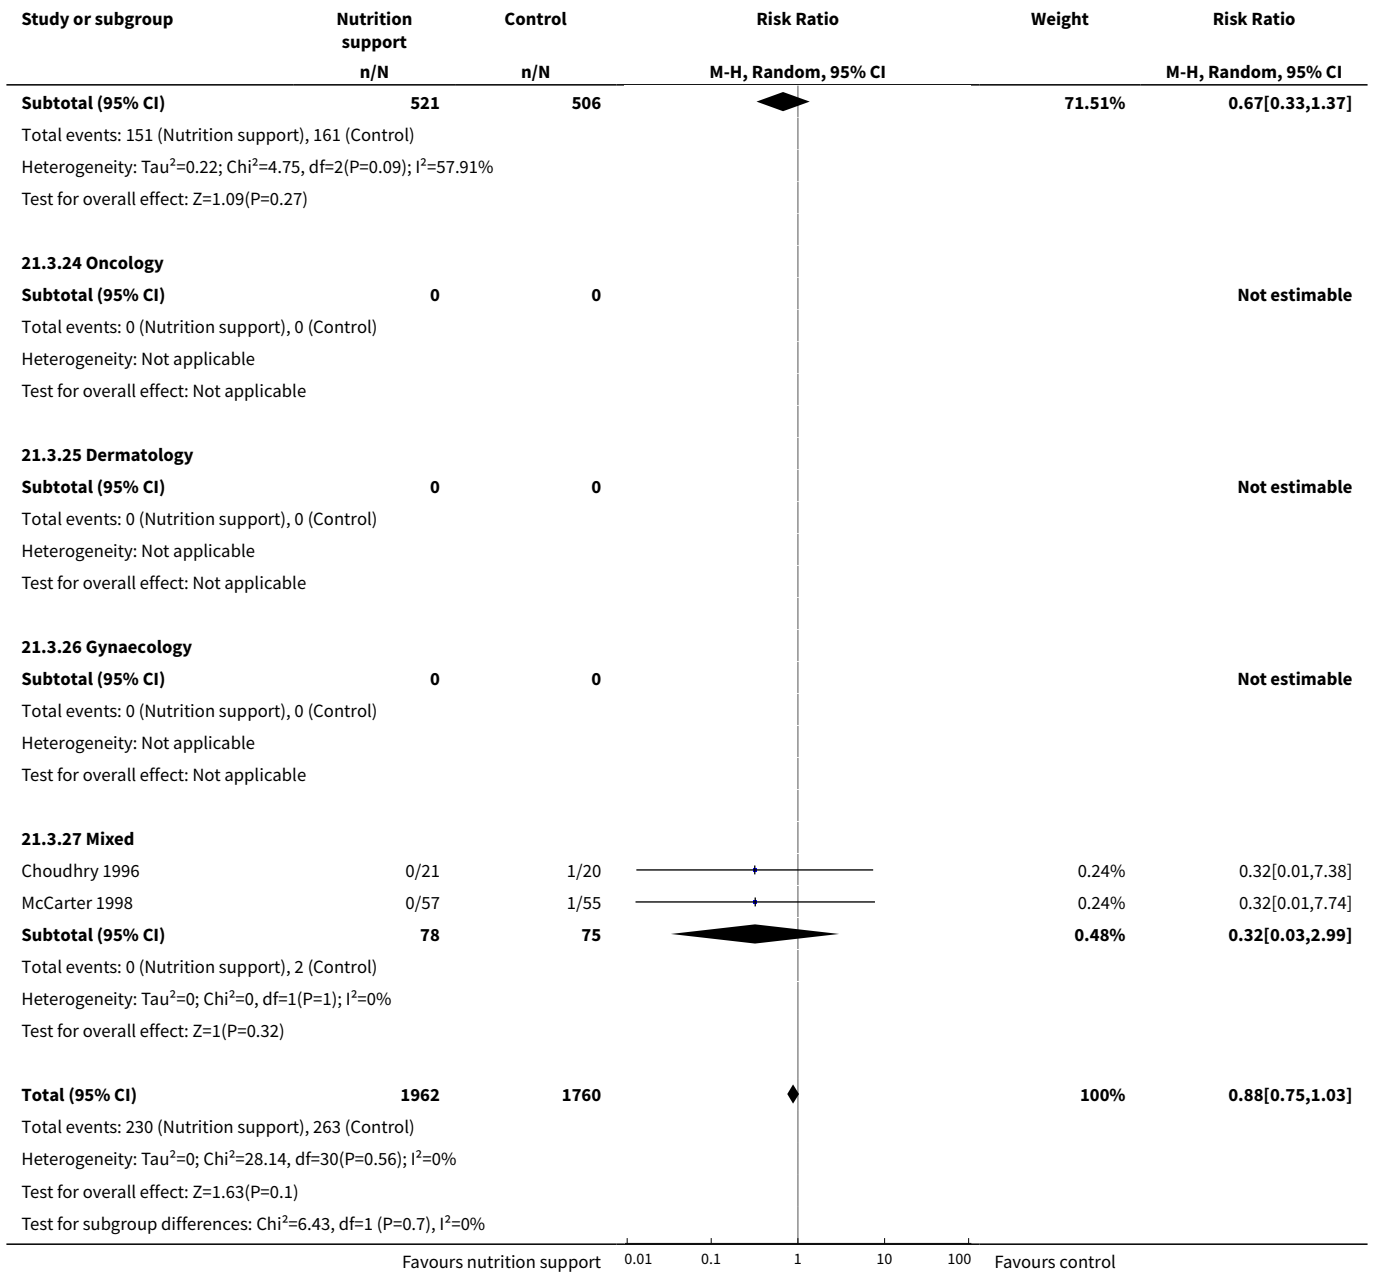 Study or subgroup Nutrition support Control Risk Ratio Weight Risk Ratio
n/N n/N M-H, Random, 95% CI M-H, Random, 95% CI
Subtotal (95% CI) 521 506 71.51% 0.67[0.33,1.37]
Total events: 151 (Nutrition support), 161 (Control)
Heterogeneity: Tau²=0.22; Chi²=4.75, df=2(P=0.09); I²=57.91%
Test for overall effect: Z=1.09(P=0.27)
21.3.24 Oncology
Subtotal (95% CI) 0 0 Not estimable
Total events: 0 (Nutrition support), 0 (Control)
Heterogeneity: Not applicable
Test for overall effect: Not applicable
21.3.25 Dermatology
Subtotal (95% CI) 0 0 Not estimable
Total events: 0 (Nutrition support), 0 (Control)
Heterogeneity: Not applicable
Test for overall effect: Not applicable
21.3.26 Gynaecology
Subtotal (95% CI) 0 0 Not estimable
Total events: 0 (Nutrition support), 0 (Control)
Heterogeneity: Not applicable
Test for overall effect: Not applicable
21.3.27 Mixed
Choudhry 1996 0/21 1/20 0.24% 0.32[0.01,7.38]
McCarter 1998 0/57 1/55 0.24% 0.32[0.01,7.74]
Subtotal (95% CI) 78 75 0.48% 0.32[0.03,2.99]
Total events: 0 (Nutrition support), 2 (Control)
Heterogeneity: Tau²=0; Chi²=0, df=1(P=1); I²=0%
Test for overall effect: Z=1(P=0.32)
Total (95% CI) 1962 1760 100% 0.88[0.75,1.03]
Total events: 230 (Nutrition support), 263 (Control)
Heterogeneity: Tau²=0; Chi²=28.14, df=30(P=0.56); I²=0%
Test for overall effect: Z=1.63(P=0.1)
Test for subgroup differences: Chi²=6.43, df=1 (P=0.7), I²=0%
Favours nutrition support 0.01 0.1 1 10 100 Favours control